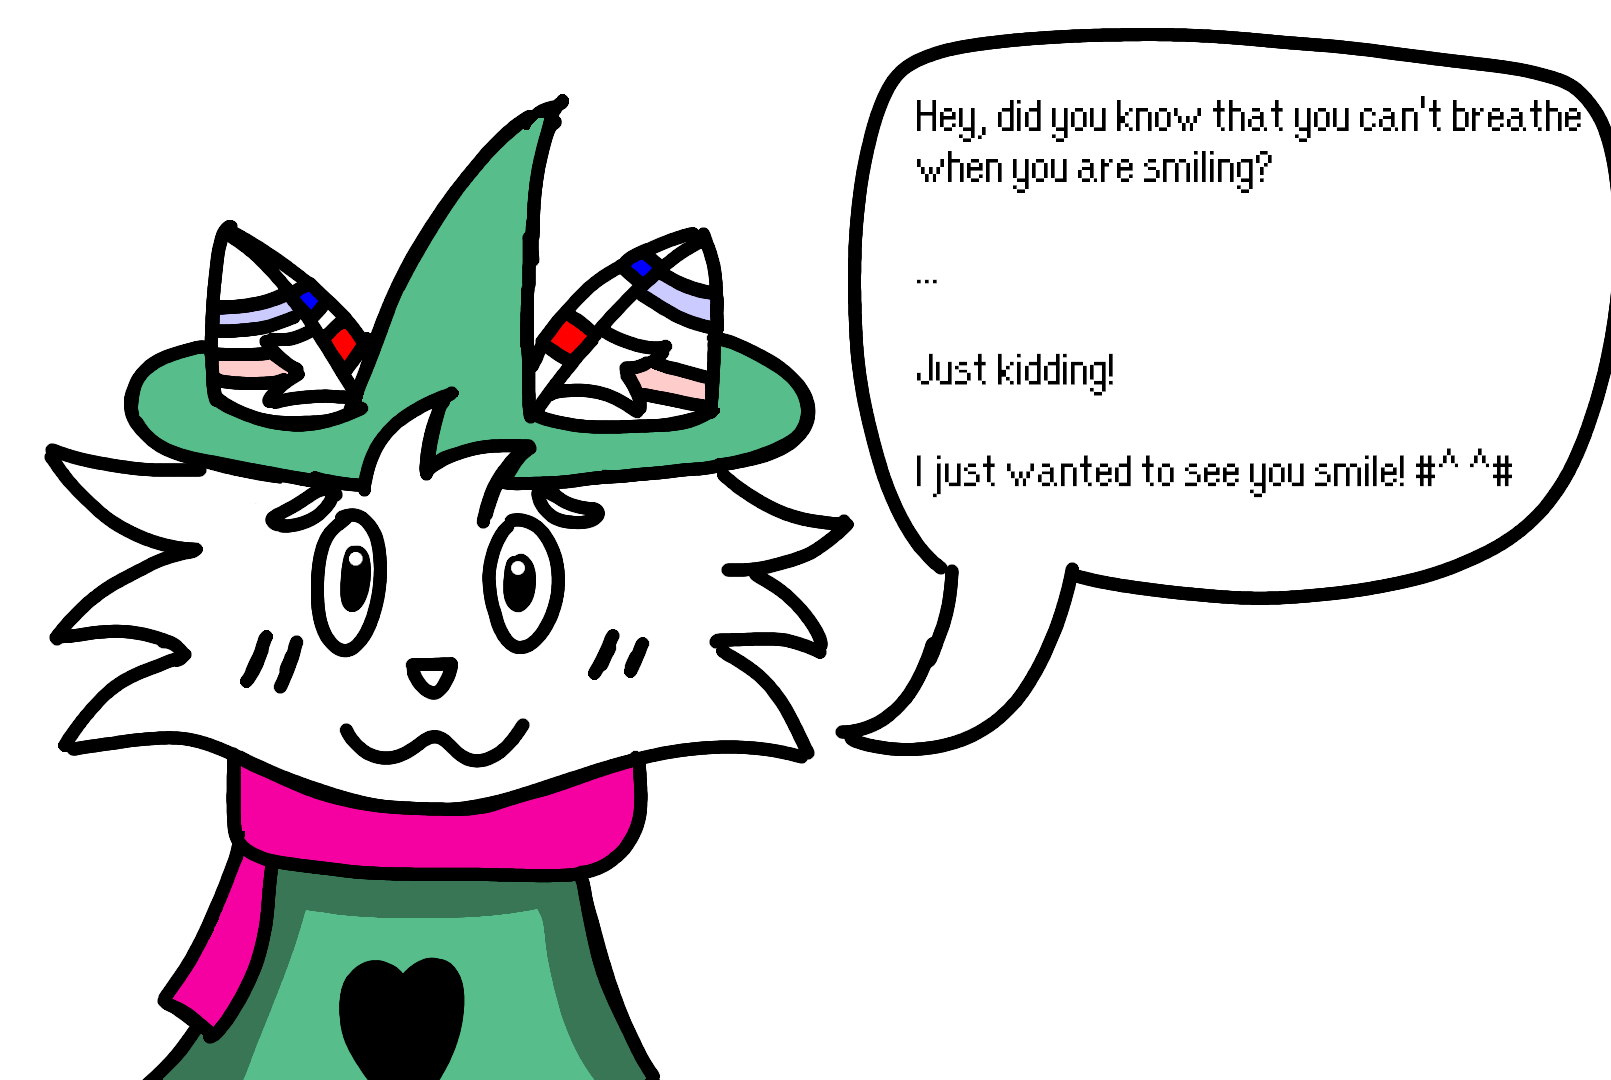 Hey, did you know that you can't breathe
when you are smiling?
...
Just kidding!
I just wanted to see you smile! #^ ^#